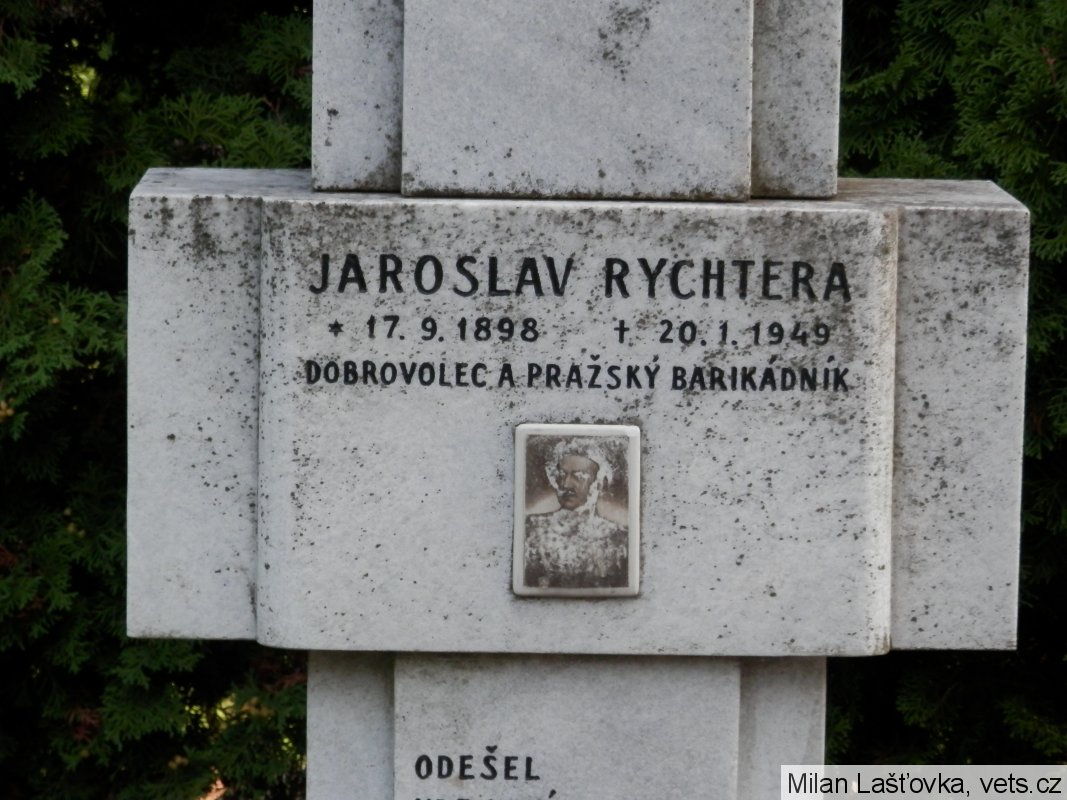 JAROSLAV RYCHTERA
* 17. 9. 1898 † 20. 1. 1949
DOBROVOLEC A PRAŽSKÝ BARIKÁDNÍK
ODEŠEL
Milan Lašťovka, vets.cz